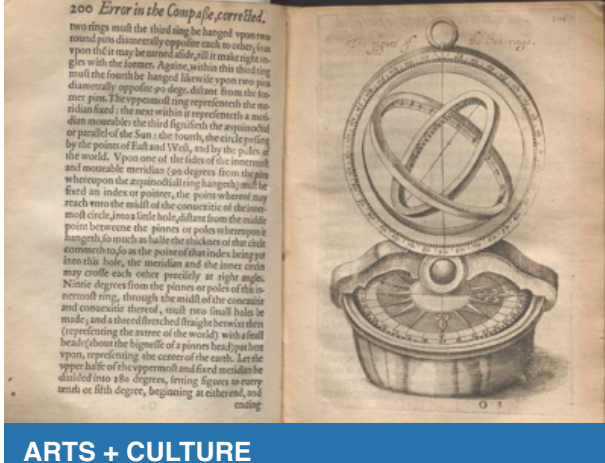 200 Error in the Compaſſe, corrected.
two rings muſt the third ring be hanged vpon two
round pins diametrally oppoſite each to other, ſo as
vpon thē it may be turned aſide, till it make right an-
gles with the former. Againe, within this third ring
muſt the fourth be hanged likewiſe vpon two pins
diametrally oppoſite 90 degr. diſtant from the for-
mer pins. The vppermoſt ring repreſenteth the me-
ridian fixed: the next within it repreſenteth a meri-
dian moueable: the third ſignifieth the æquinoctial
or parallel of the Sun: the fourth, the circle paſſing
by the points of Eaſt and Weſt, and by the poles of
the world. Vpon one of the ſides of the innermoſt
and moueable meridian (90 degrees from the pins
whereupon the æquinoctiall ring hangeth) muſt be
fixed an index or pointer, the point whereof may
reach vnto the midſt of the conuexitie of the inner-
moſt circle, into a little hole, diſtant from the middle
point betweene the pinnes or poles whereupon it
hangeth, ſo much as halfe the thicknes of that circle
commeth to, ſo as the point of that index being put
into this hole, the meridian and the inner circles
may croſſe each other preciſely at right angles.
Nintie degrees from the pinnes or poles of this in-
nermoſt ring, through the midſt of the concauitie
and conuexitie thereof, muſt two ſmall holes be
made; and a threed ſtretched ſtraight betwixt them
(repreſenting the axtree of the world) with a ſmall
beade (about the bigneſſe of a pinnes head) put here
vpon, repreſenting the center of the earth. Let the
vpper halfe of the vppermoſt and fixed meridian be
diuided into 180 degrees, ſetting figures to euery
tenth or fifth degree, beginning at either end, and
ending
figure of the Sea-rings.
O 1
ARTS + CULTURE